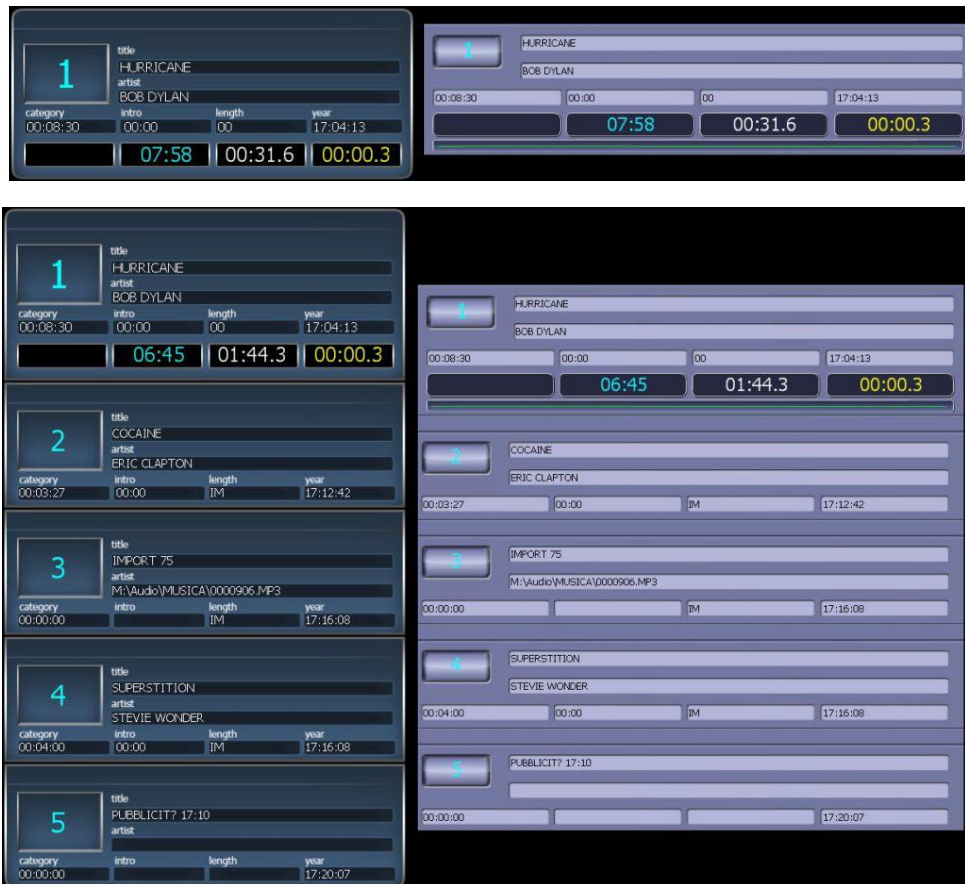 title
1
HURRICANE
artist
BOB DYLAN
category intro length year
00:08:30 00:00 00 17:04:13
07:58 00:31.6 00:00.3
1
HURRICANE
BOB DYLAN
00:08:30 00:00 00 17:04:13
07:58 00:31.6 00:00.3
title
1
HURRICANE
artist
BOB DYLAN
category intro length year
00:08:30 00:00 00 17:04:13
06:45 01:44.3 00:00.3
title
2
COCAINE
artist
ERIC CLAPTON
category intro length year
00:03:27 00:00 IM 17:12:42
title
3
IMPORT 75
artist
M:\Audio\MUSICA\0000906.MP3
category intro length year
00:00:00 IM 17:16:08
title
4
SUPERSTITION
artist
STEVIE WONDER
category intro length year
00:04:00 00:00 IM 17:16:08
title
5
PUBBLICIT? 17:10
artist
category intro length year
00:00:00 17:20:07
1
HURRICANE
BOB DYLAN
00:08:30 00:00 00 17:04:13
06:45 01:44.3 00:00.3
2
COCAINE
ERIC CLAPTON
00:03:27 00:00 IM 17:12:42
3
IMPORT 75
M:\Audio\MUSICA\0000906.MP3
00:00:00 IM 17:16:08
4
SUPERSTITION
STEVIE WONDER
00:04:00 00:00 IM 17:16:08
5
PUBBLICIT? 17:10
00:00:00 17:20:07